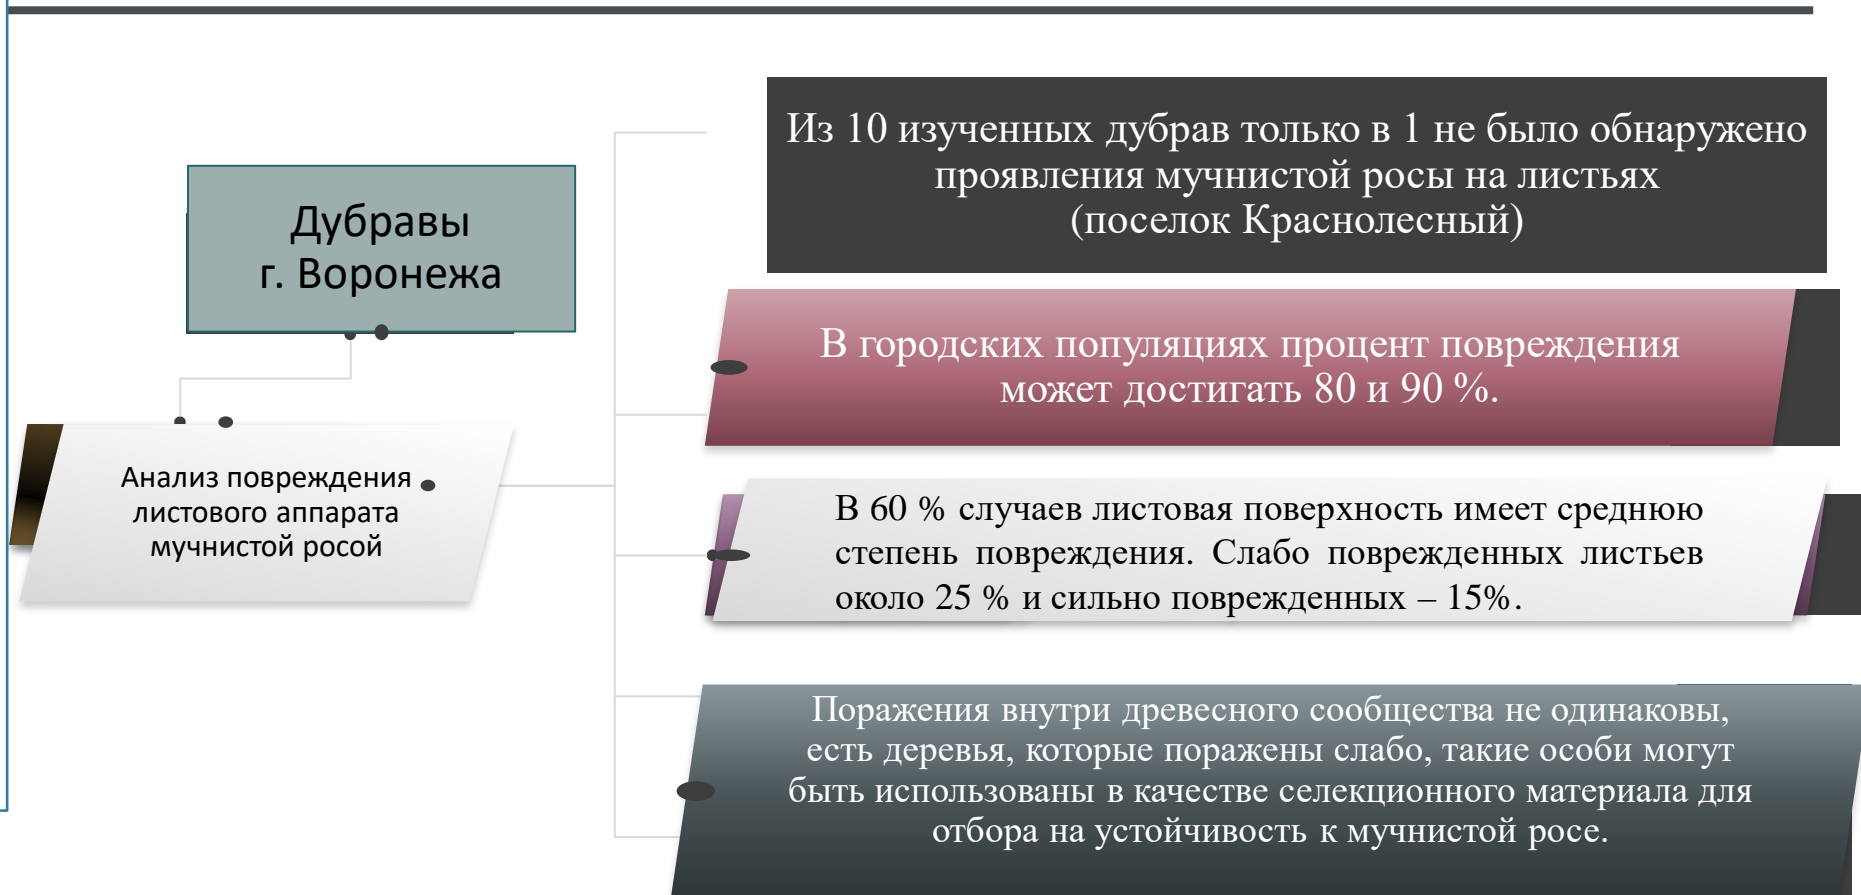 Дубравы
г. Воронежа
Анализ повреждения
листового аппарата
мучнистой росой
Из 10 изученных дубрав только в 1 не было обнаружено
проявления мучнистой росы на листьях
(поселок Краснолесный)
В городских популяциях процент повреждения
может достигать 80 и 90 %.
В 60 % случаев листовая поверхность имеет среднюю
степень повреждения. Слабо поврежденных листьев
около 25 % и сильно поврежденных – 15%.
Поражения внутри древесного сообщества не одинаковы,
есть деревья, которые поражены слабо, такие особи могут
быть использованы в качестве селекционного материала для
отбора на устойчивость к мучнистой росе.